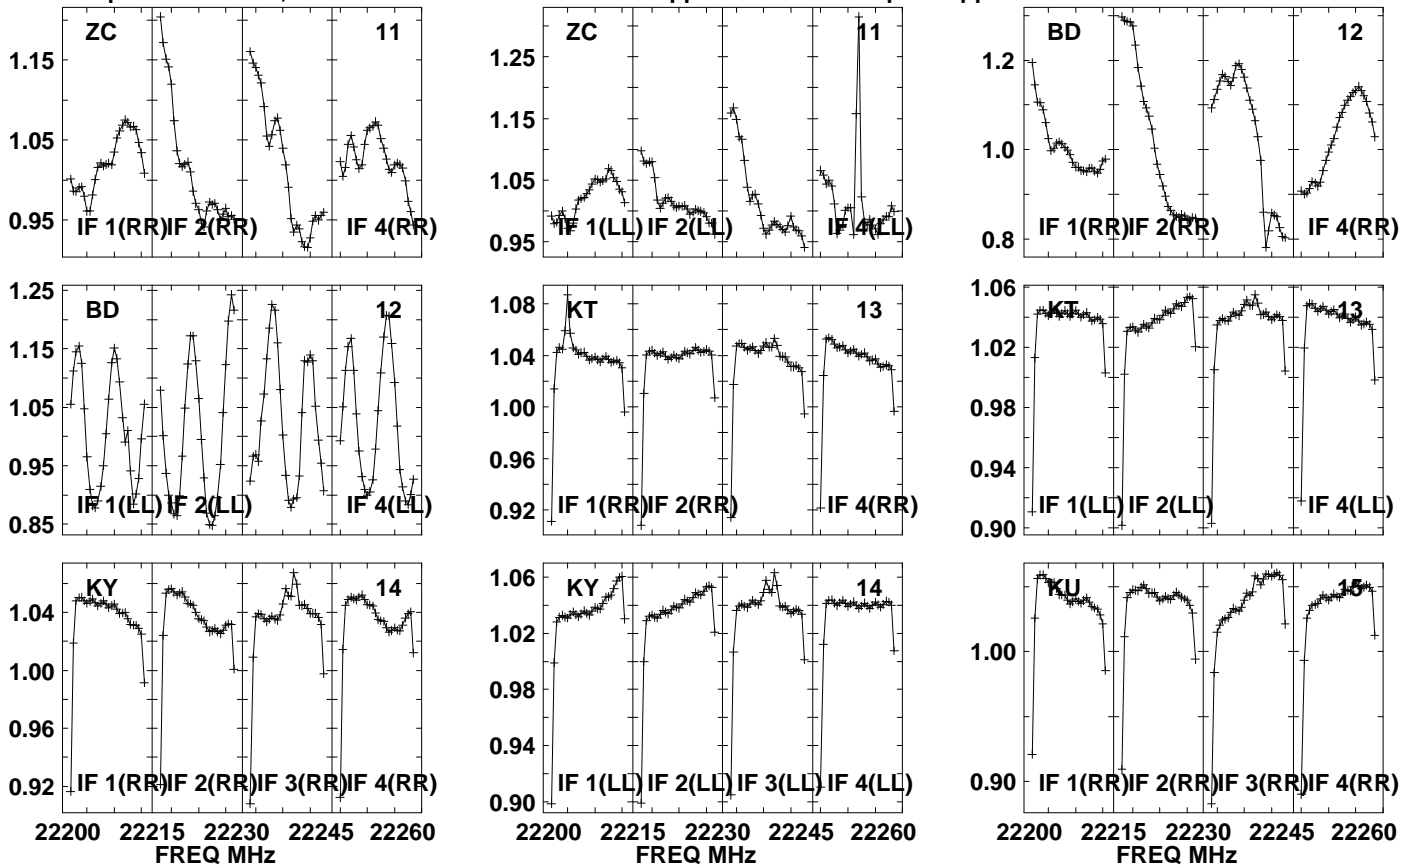 ZC 11
1.15
1.05
0.95
IF 1(RR) IF 2(RR) IF 4(RR)
ZC 11
1.25
1.15
1.05
0.95
IF 1(LL) IF 2(LL) IF 4(LL)
BD 12
1.2
1.0
0.8
IF 1(RR) IF 2(RR) IF 4(RR)
BD 12
1.25
1.15
1.05
0.95
0.85
IF 1(LL) IF 2(LL) IF 4(LL)
KT 13
1.08
1.04
1.00
0.96
0.92
IF 1(RR) IF 2(RR) IF 4(RR)
KT 13
1.06
1.02
0.98
0.94
0.90
IF 1(LL) IF 2(LL) IF 4(LL)
KY 14
1.04
1.00
0.96
0.92
IF 1(RR) IF 2(RR) IF 3(RR) IF 4(RR)
22200 22215 22230 22245 22260
FREQ MHz
KY 14
1.06
1.02
0.98
0.94
0.90
IF 1(LL) IF 2(LL) IF 3(LL) IF 4(LL)
22200 22215 22230 22245 22260
FREQ MHz
KU 15
1.00
0.90
IF 1(RR) IF 2(RR) IF 3(RR) IF 4(RR)
22200 22215 22230 22245 22260
FREQ MHz